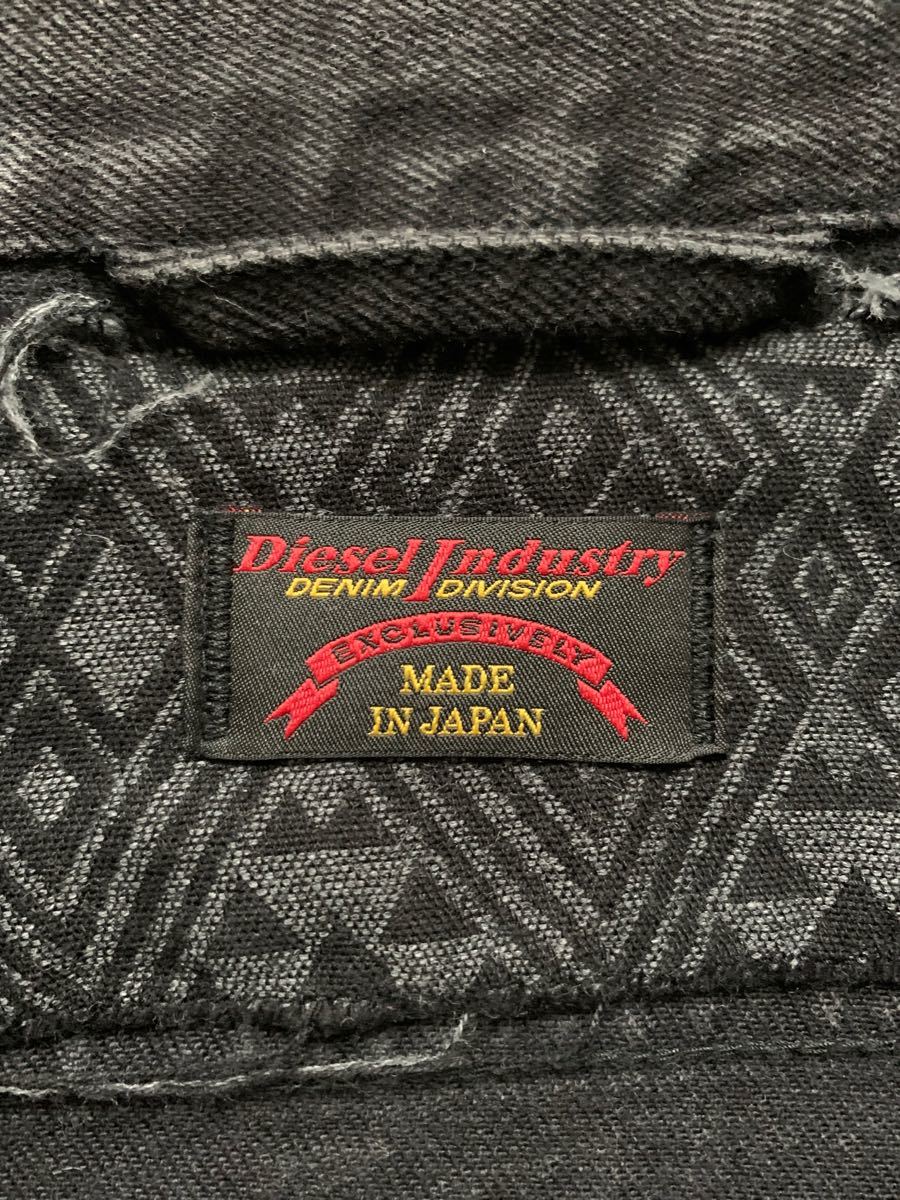 Diesel Industry
DENIM DIVISION
EXCLUSIVELY
MADE
IN JAPAN